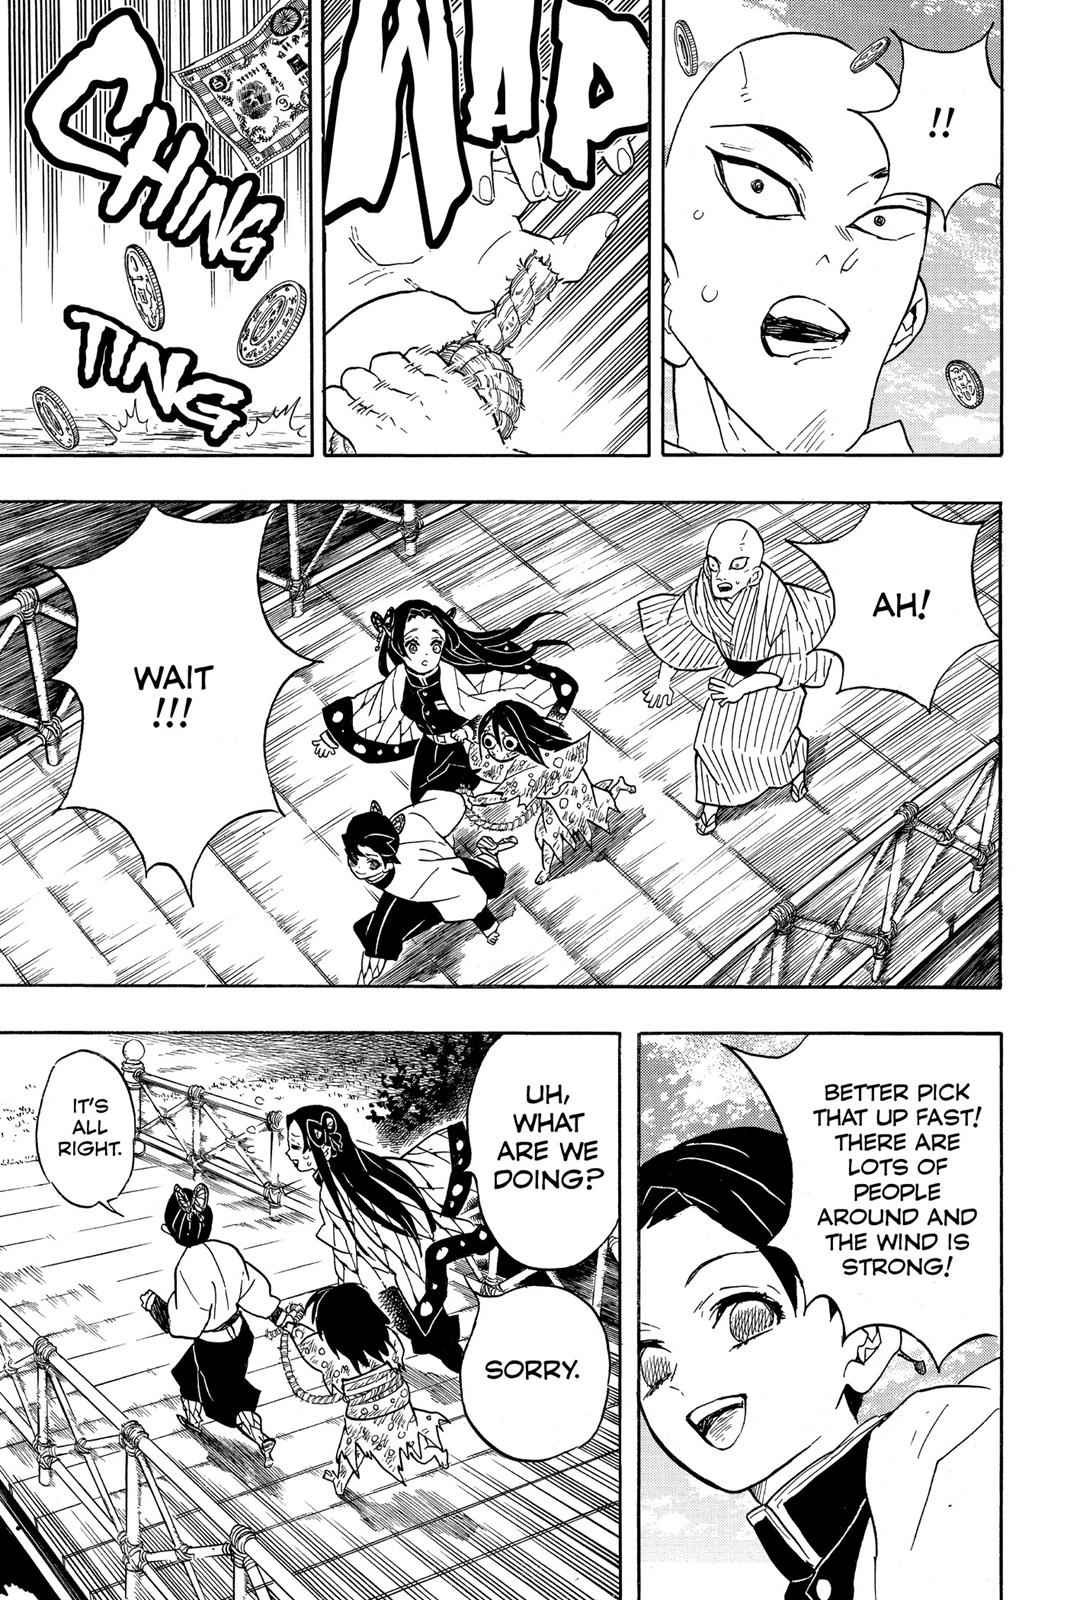 !!
WAP
CHING
TING
AH!
WAIT
!!!
BETTER PICK
THAT UP FAST!
THERE ARE
LOTS OF
PEOPLE
AROUND AND
THE WIND IS
STRONG!
UH,
WHAT
ARE WE
DOING?
SORRY.
IT'S
ALL
RIGHT.